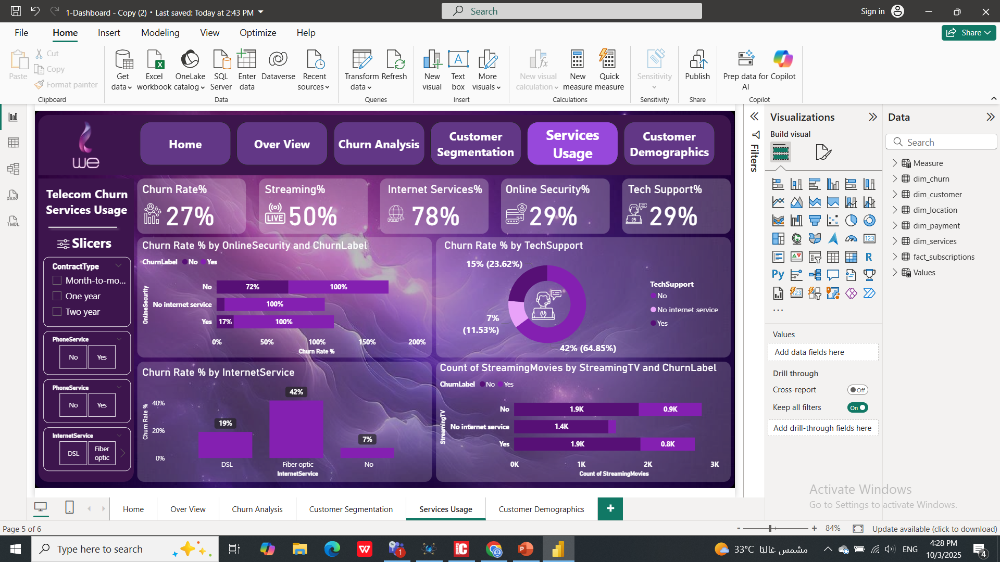 1-Dashboard - Copy (2) • Last saved: Today at 2:43 PM
Search
Sign in
File
Home
Insert
Modeling
View
Optimize
Help
Share
Paste
Cut
Copy
Format painter
Clipboard
Get data
Excel workbook
OneLake catalog
SQL Server
Enter data
Dataverse
Recent sources
Data
Transform data
Refresh
Queries
New visual
Text box
More visuals
Insert
New visual calculation
New measure
Quick measure
Calculations
Sensitivity
Sensitivity
Publish
Share
Prep data for AI
Copilot
Copilot
we
Home
Over View
Churn Analysis
Customer
Segmentation
Services
Usage
Customer
Demographics
Telecom Churn
Services Usage
Slicers
ContractType
Month-to-mo...
One year
Two year
PhoneService
No
Yes
PhoneService
No
Yes
InternetService
DSL
Fiber optic
Churn Rate%
27%
Streaming%
LIVE
50%
Internet Services%
WWW
78%
Online Security%
29%
Tech Support%
29%
Churn Rate % by OnlineSecurity and ChurnLabel
ChurnLabel No Yes
OnlineSecurity
No 72% 100%
No internet service 100%
Yes 17% 100%
0% 50% 100% 150% 200%
Churn Rate %
Churn Rate % by TechSupport
15% (23.62%)
7%
(11.53%)
42% (64.85%)
TechSupport
No
No internet service
Yes
Churn Rate % by InternetService
Churn Rate %
40%
20%
0%
19%
42%
7%
DSL
Fiber optic
No
InternetService
Count of StreamingMovies by StreamingTV and ChurnLabel
ChurnLabel No Yes
StreamingTV
No 1.9K 0.9K
No internet service 1.4K
Yes 1.9K 0.8K
0K 1K 2K 3K
Count of StreamingMovies
Filters
Visualizations
Build visual
123
R
Py
123
...
Values
Add data fields here
Drill through
Cross-report
Off
Keep all filters
On
Add drill-through fields here
Data
Search
Measure
dim_churn
dim_customer
dim_location
dim_payment
dim_services
fact_subscriptions
Values
DAX
TMDL
Activate Windows
Go to Settings to activate Windows.
Home
Over View
Churn Analysis
Customer Segmentation
Services Usage
Customer Demographics
+
Page 5 of 6
- + 84%
Update available (click to download)
Type here to search
1
33°C مشمس غالبًا
ENG
4:28 PM
10/3/2025
4